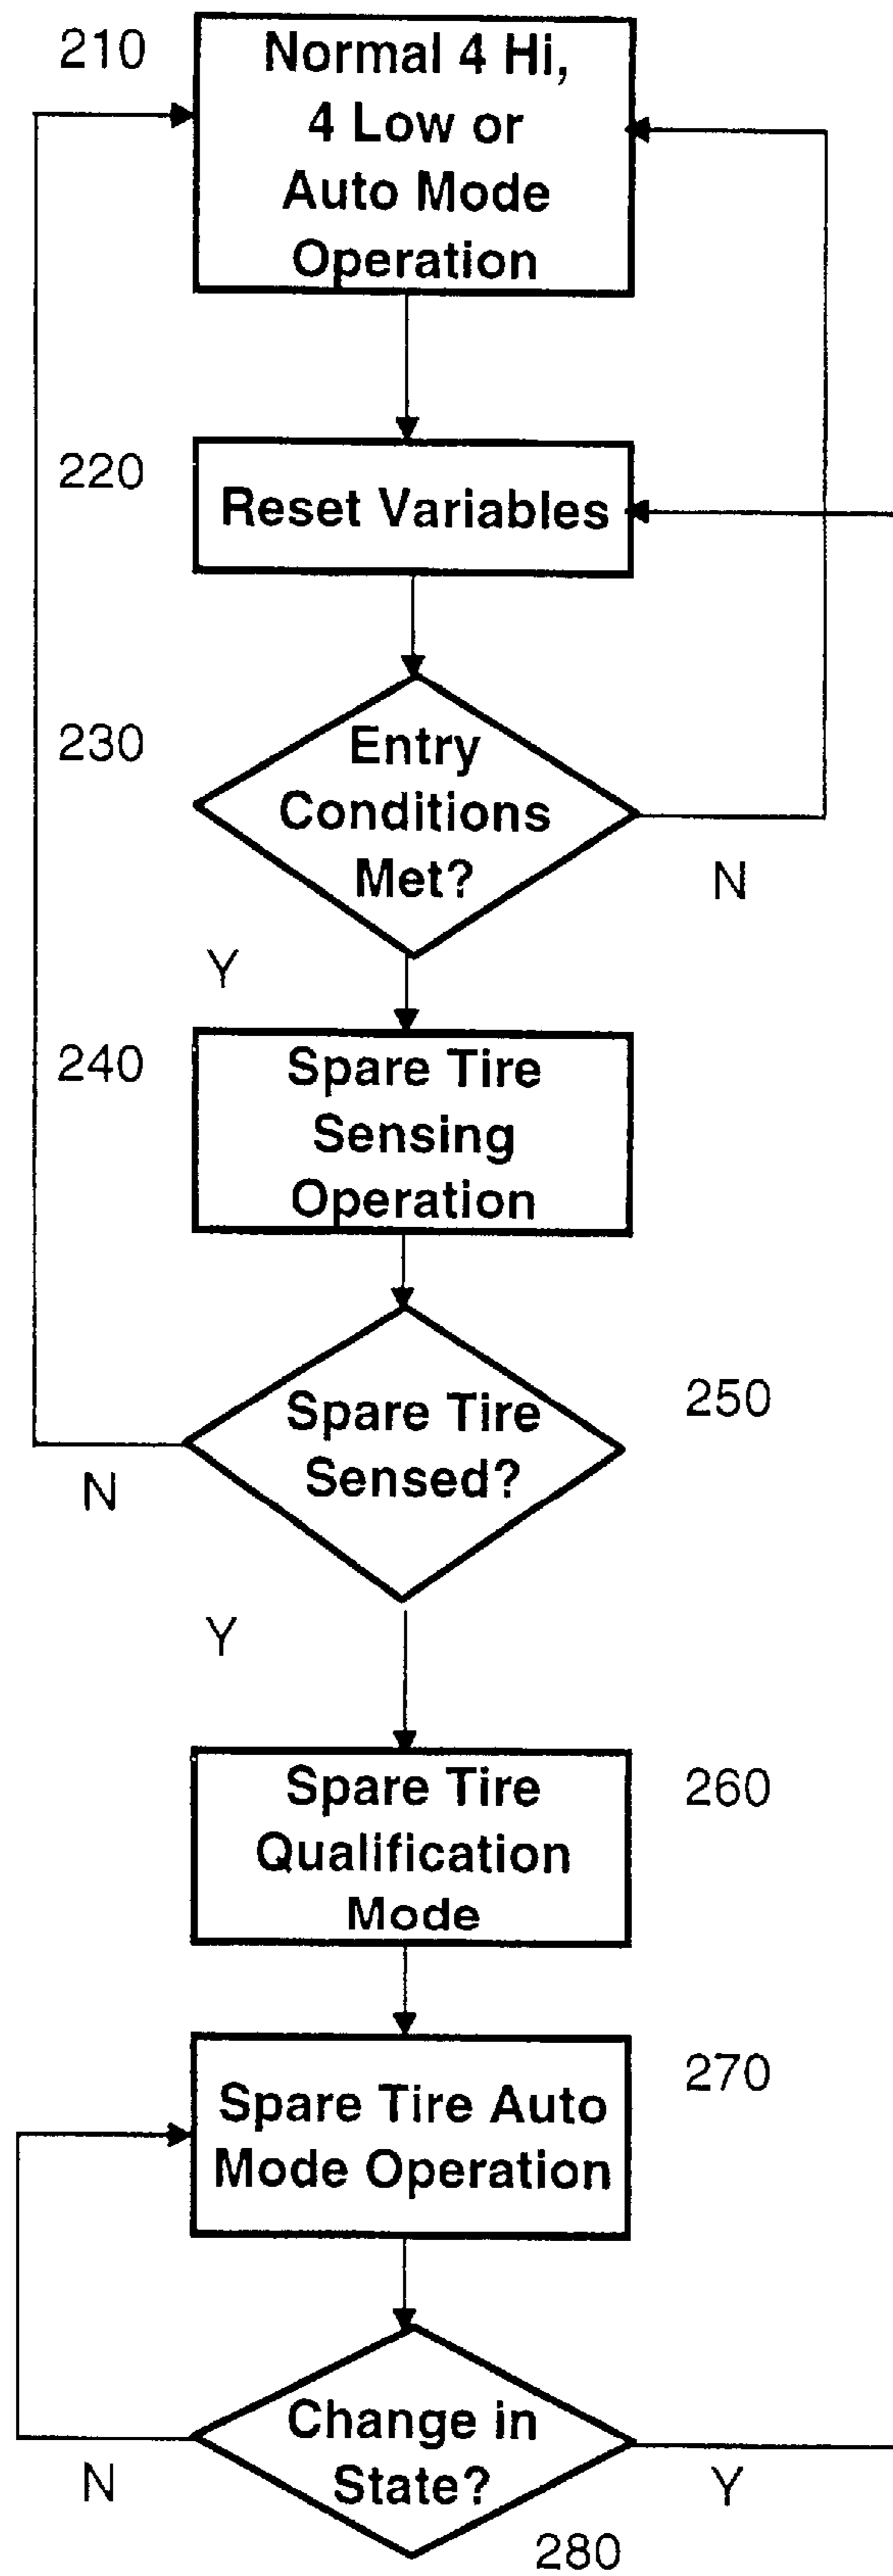 210
Normal 4 Hi,
4 Low or
Auto Mode
Operation
220
Reset Variables
230
Entry
Conditions
Met?
N
Y
240
Spare Tire
Sensing
Operation
250
Spare Tire
Sensed?
N
Y
260
Spare Tire
Qualification
Mode
270
Spare Tire Auto
Mode Operation
Change in
State?
N
Y
280